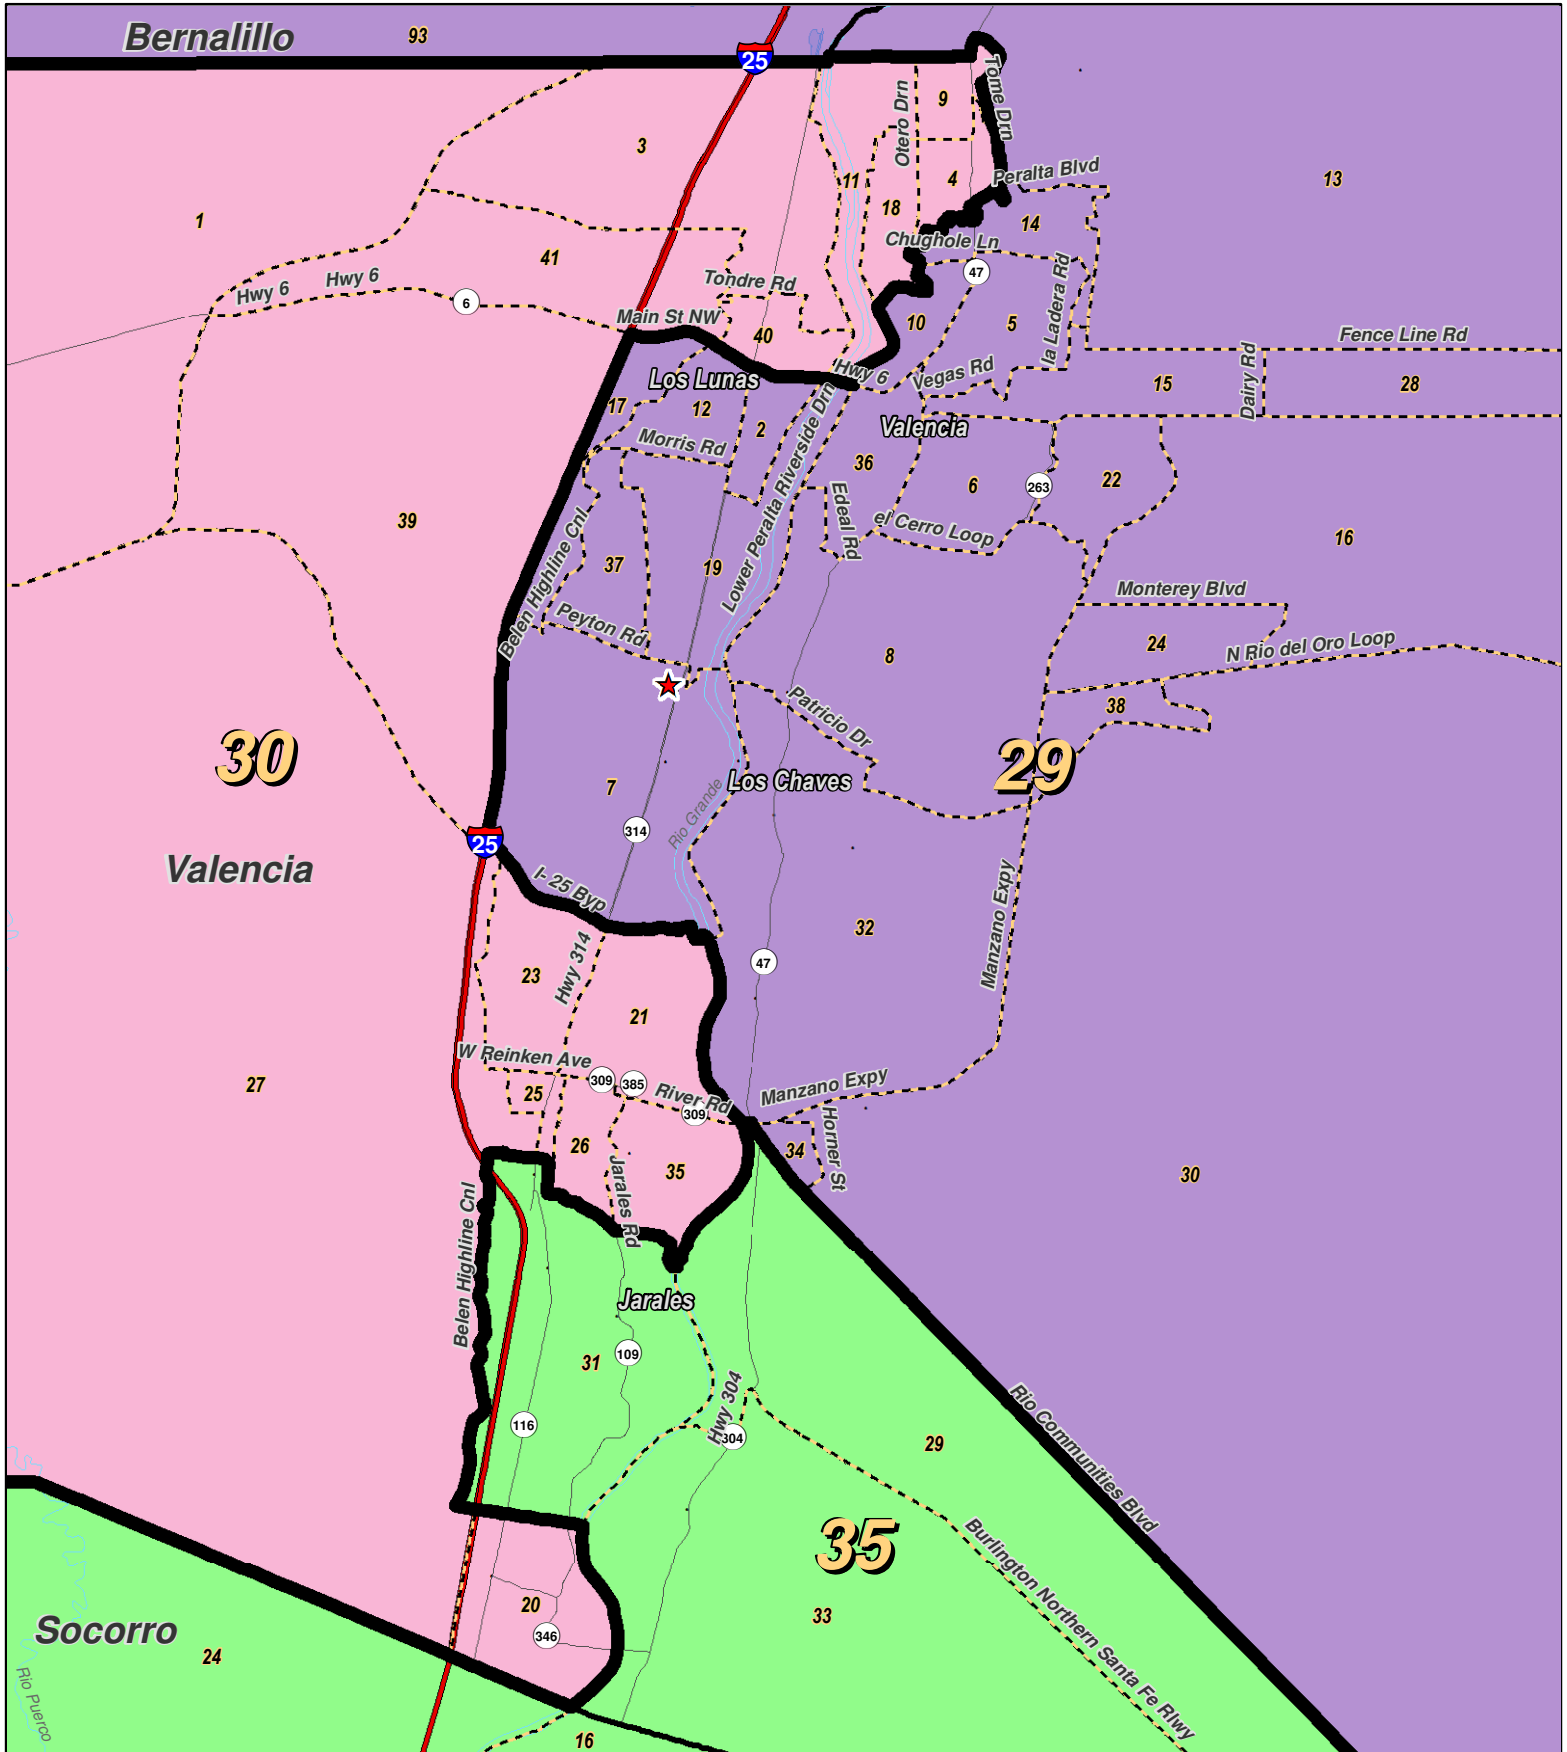 Bernalillo
93
25
Tome Drn
9
Otero Drn
3
13
Peralta Blvd
11
4
18
14
1
Chughole Ln
41
47
Hwy 6
Hwy 6
Tondre Rd
la Ladera Rd
6
Main St NW
10
5
40
Fence Line Rd
Los Lunas
Hwy 6
Vegas Rd
15
Dairy Rd
28
17
12
2
Valencia
Morris Rd
36
6
263
22
39
Edeal Rd
el Cerro Loop
16
Belen Highline Cnl
37
19
Lower Peralta Riverside Drn
Monterey Blvd
Peyton Rd
8
24
N Rio del Oro Loop
38
Patricio Dr
30
29
7
Los Chaves
Rio Grande
314
25
Valencia
I- 25 Byp
Manzano Expy
32
Hwy 314
47
23
21
W Reinken Ave
309
385
27
25
River Rd
309
Manzano Expy
Horner St
26
34
35
Jarales Rd
30
Belen Highline Cnl
Jarales
31
109
Hwy 304
116
304
29
Rio Communities Blvd
35
Burlington Northern Santa Fe Rlwy
20
33
346
Socorro
24
Rio Puerco
16